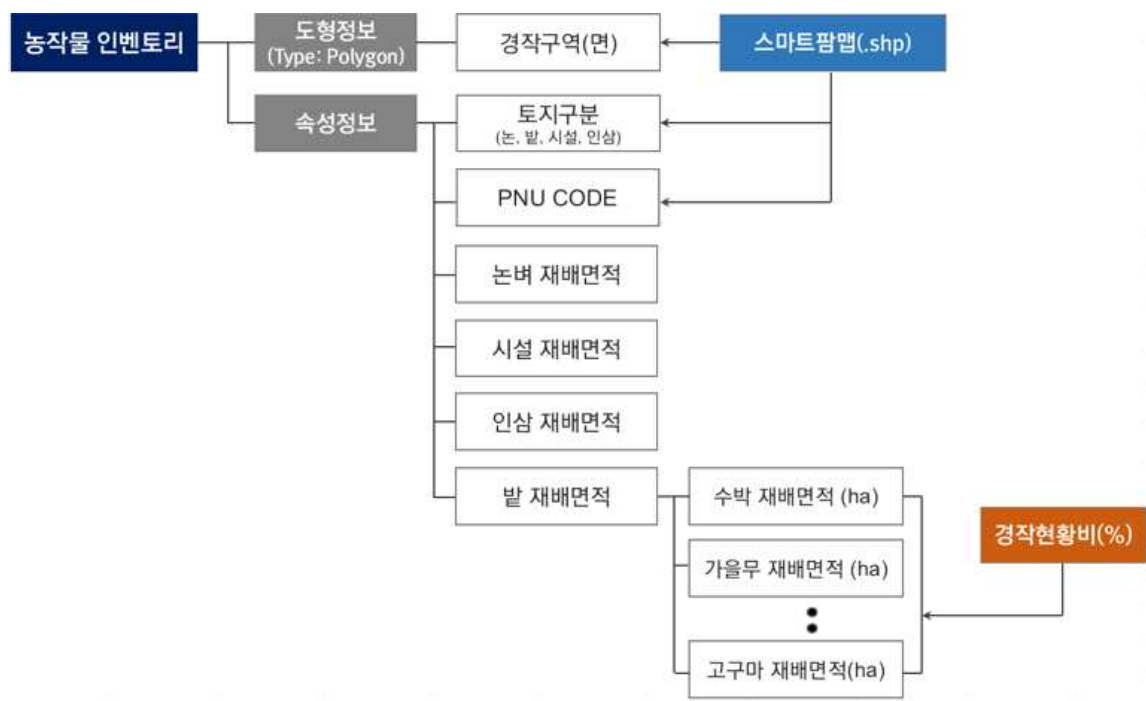 농작물 인벤토리
도형정보
(Type: Polygon)
경작구역(면)
스마트팜맵(.shp)
속성정보
토지구분
(논, 밭, 시설, 인삼)
PNU CODE
논벼 재배면적
시설 재배면적
인삼 재배면적
밭 재배면적
수박 재배면적 (ha)
경작현황비(%)
가을무 재배면적 (ha)
고구마 재배면적(ha)